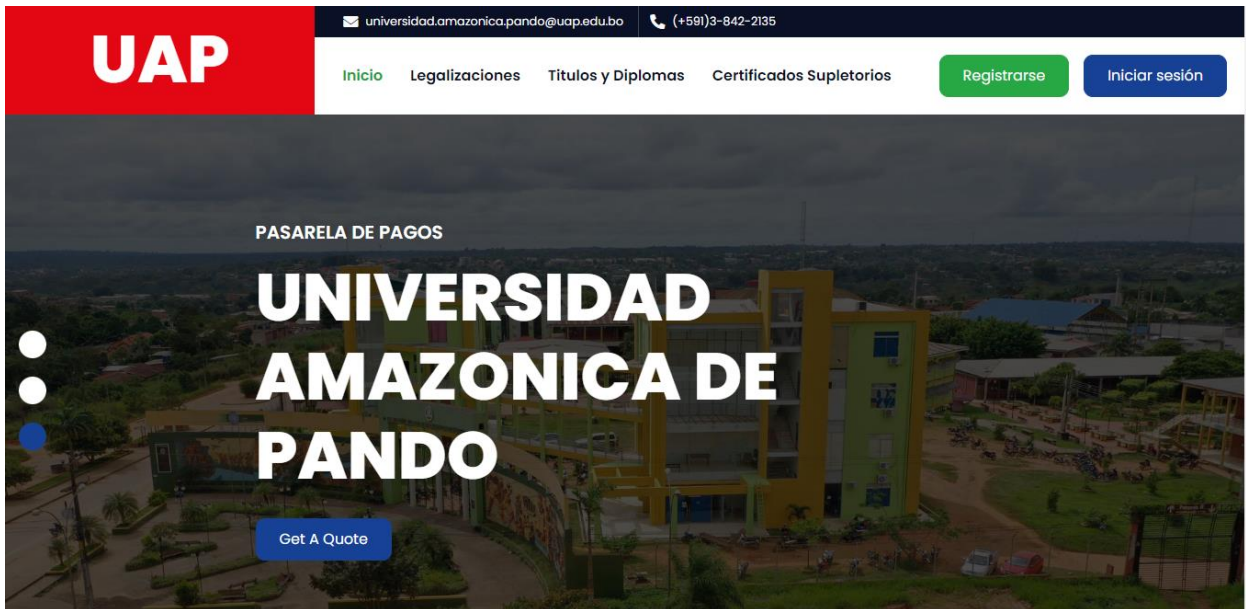 universidad.amazonica.pando@uap.edu.bo (+591)3-842-2135
UAP
Inicio Legalizaciones Titulos y Diplomas Certificados Supletorios Registrarse Iniciar sesión
PASARELA DE PAGOS
UNIVERSIDAD
AMAZONICA DE
PANDO
Get A Quote